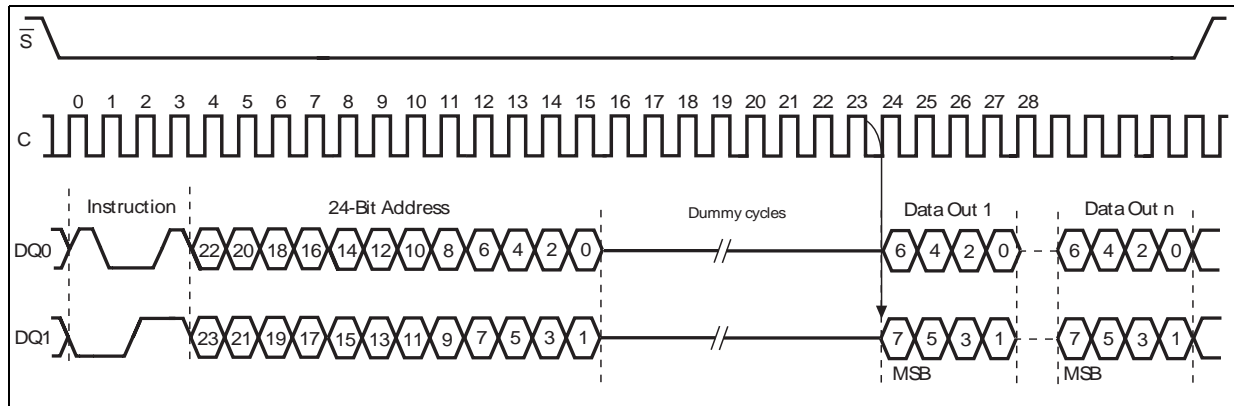 S
0 1 2 3 4 5 6 7 8 9 10 11 12 13 14 15 16 17 18 19 20 21 22 23 24 25 26 27 28
C
Instruction 24-Bit Address Dummy cycles Data Out 1 Data Out n
DQ0 22 20 18 16 14 12 10 8 6 4 2 0 6 4 2 0 6 4 2 0
DQ1 23 21 19 17 15 13 11 9 7 5 3 1 7 5 3 1 7 5 3 1
MSB MSB